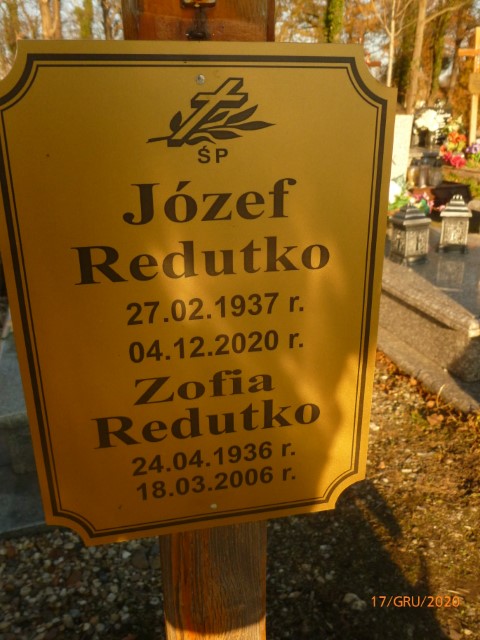 ŚP
Józef
Redutko
27.02.1937 r.
04.12.2020 r.
Zofia
Redutko
24.04.1936 r.
18.03.2006 r.
17/GRU/2020